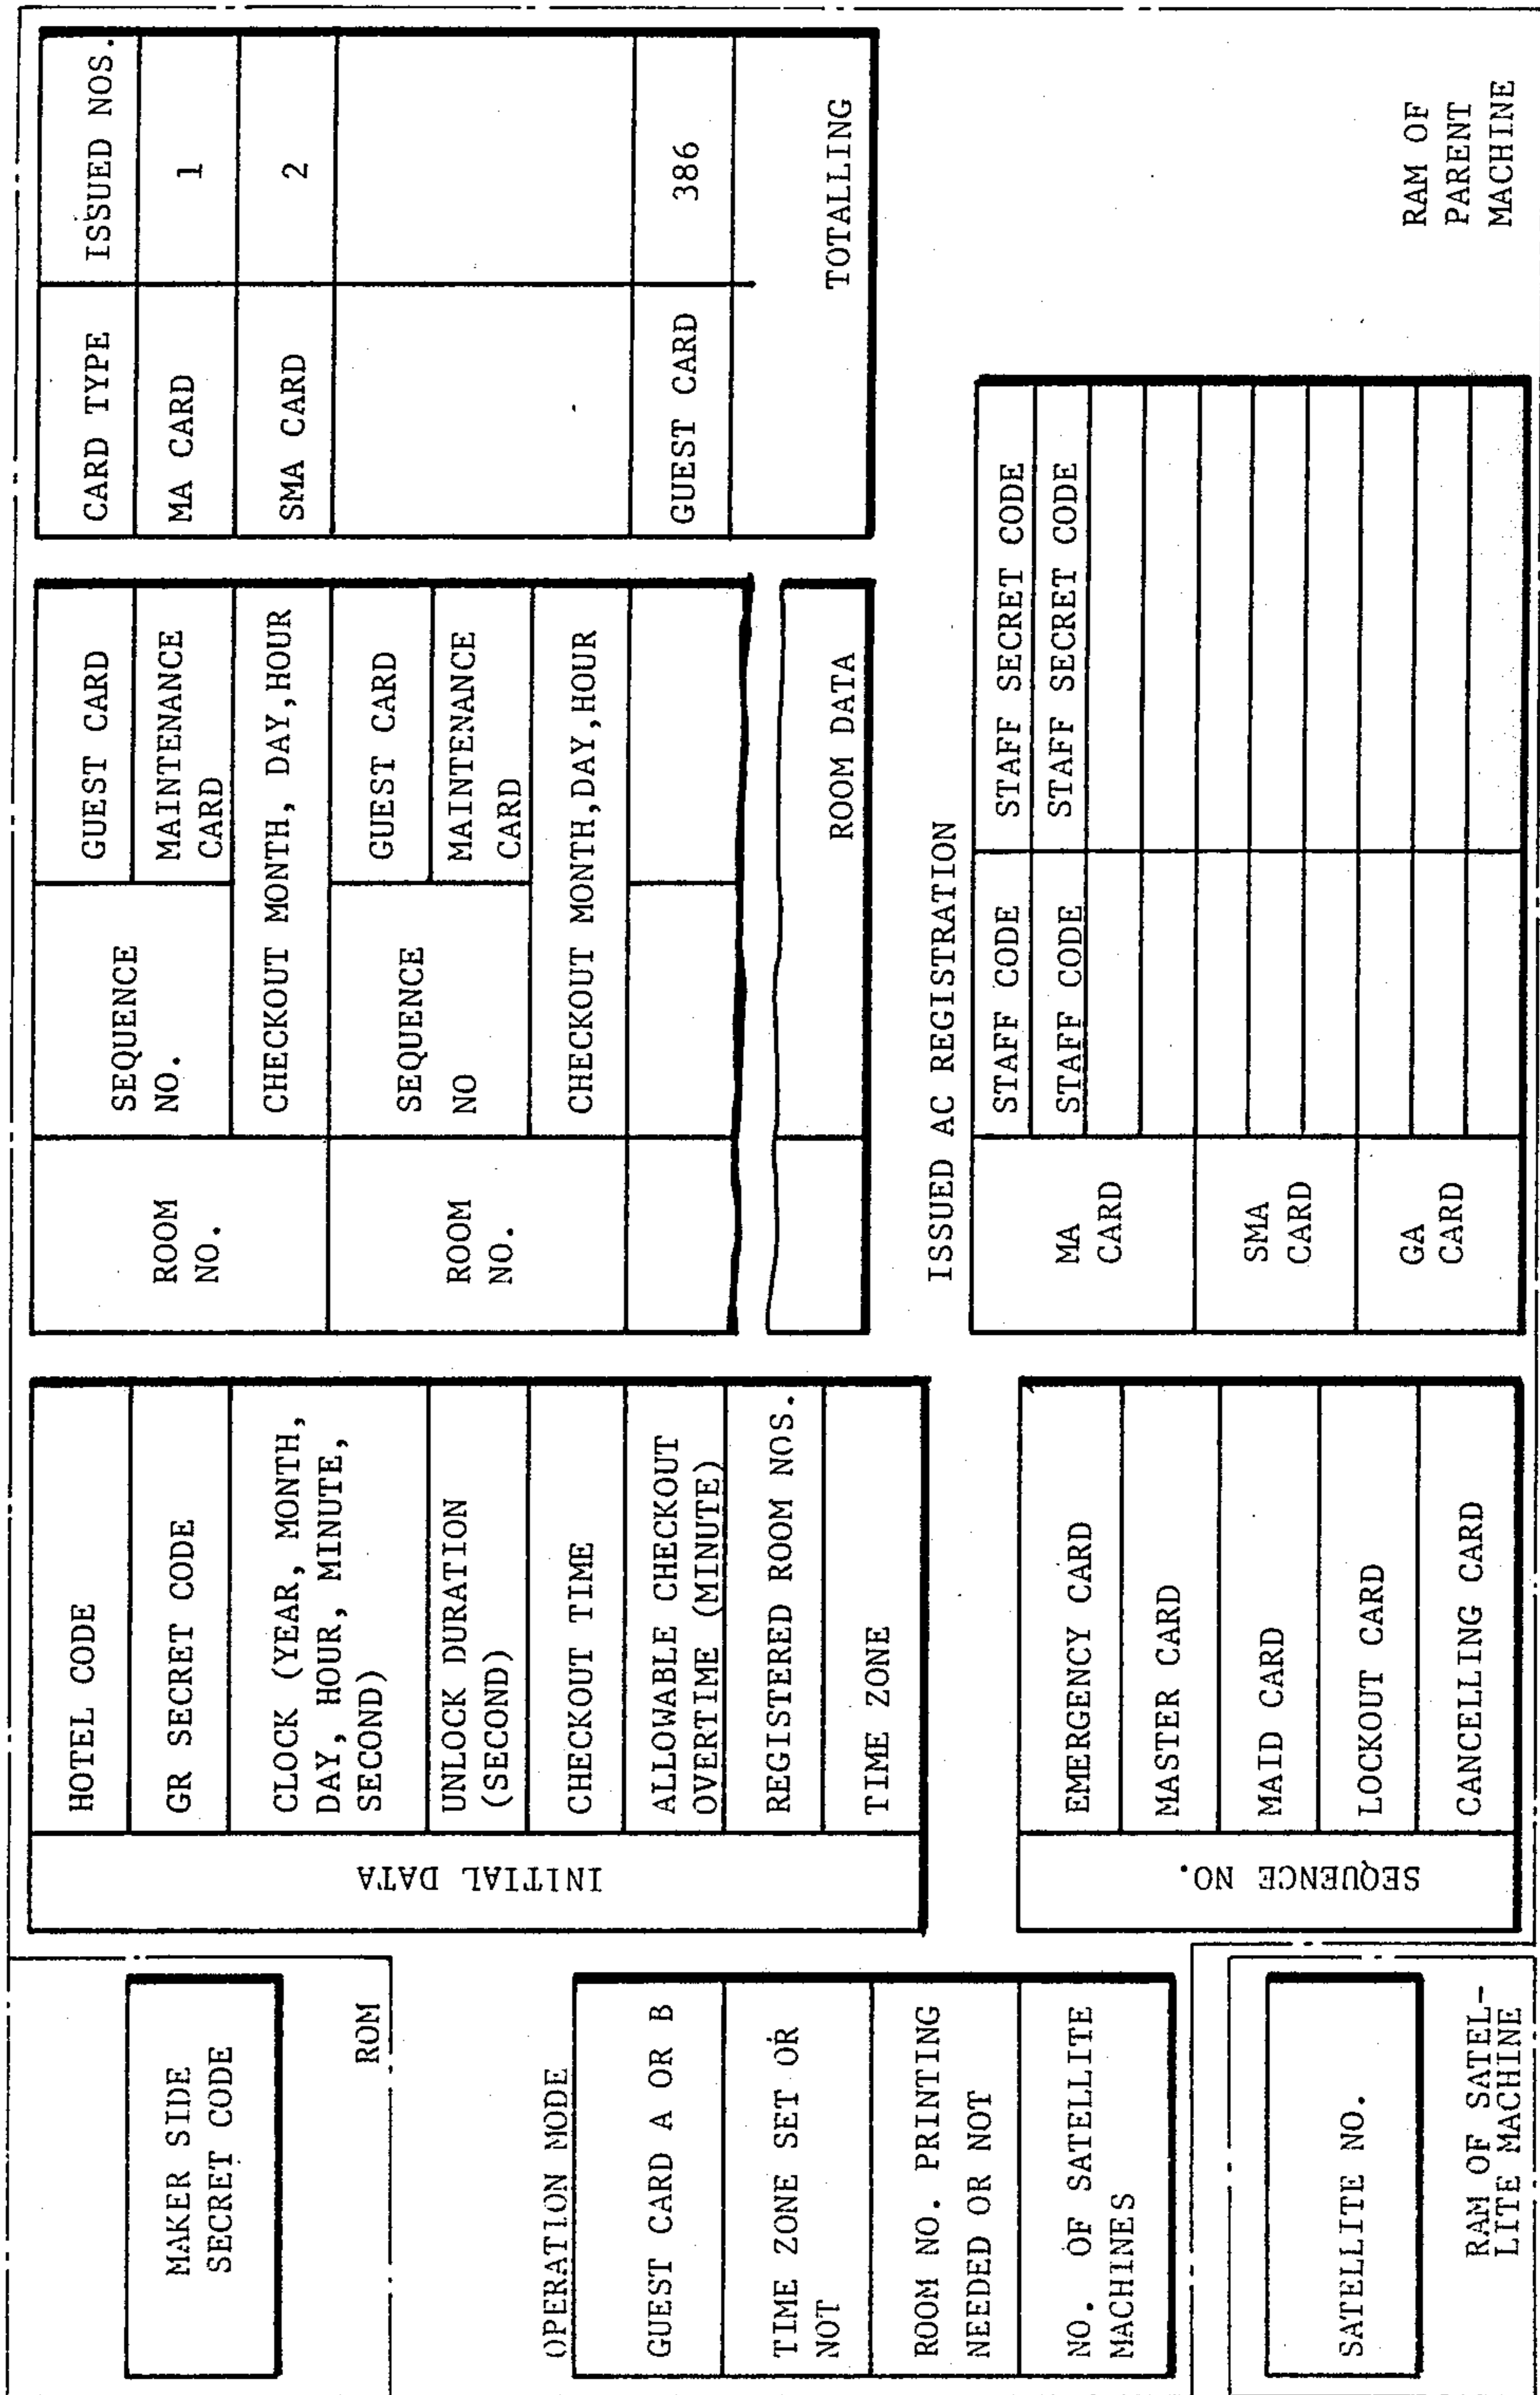 MAKER SIDE
SECRET CODE
ROM
OPERATION MODE
GUEST CARD A OR B
TIME ZONE SET OR
NOT
ROOM NO. PRINTING
NEEDED OR NOT
NO. OF SATELLITE
MACHINES
SATELLITE NO.
RAM OF SATEL-
LITE MACHINE
INITIAL DATA
HOTEL CODE
GR SECRET CODE
CLOCK (YEAR, MONTH,
DAY, HOUR, MINUTE,
SECOND)
UNLOCK DURATION
(SECOND)
CHECKOUT TIME
ALLOWABLE CHECKOUT
OVERTIME (MINUTE)
REGISTERED ROOM NOS.
TIME ZONE
SEQUENCE NO.
EMERGENCY CARD
MASTER CARD
MAID CARD
LOCKOUT CARD
CANCELLING CARD
ROOM
NO.
SEQUENCE
NO.
GUEST CARD
MAINTENANCE
CARD
CHECKOUT MONTH, DAY,HOUR
ROOM
NO.
SEQUENCE
NO
GUEST CARD
MAINTENANCE
CARD
CHECKOUT MONTH,DAY,HOUR
ROOM DATA
ISSUED AC REGISTRATION
MA
CARD
STAFF CODE STAFF SECRET CODE
STAFF CODE STAFF SECRET CODE
SMA
CARD
GA
CARD
CARD TYPE ISSUED NOS.
MA CARD 1
SMA CARD 2
GUEST CARD 386
TOTALLING
RAM OF
PARENT
MACHINE